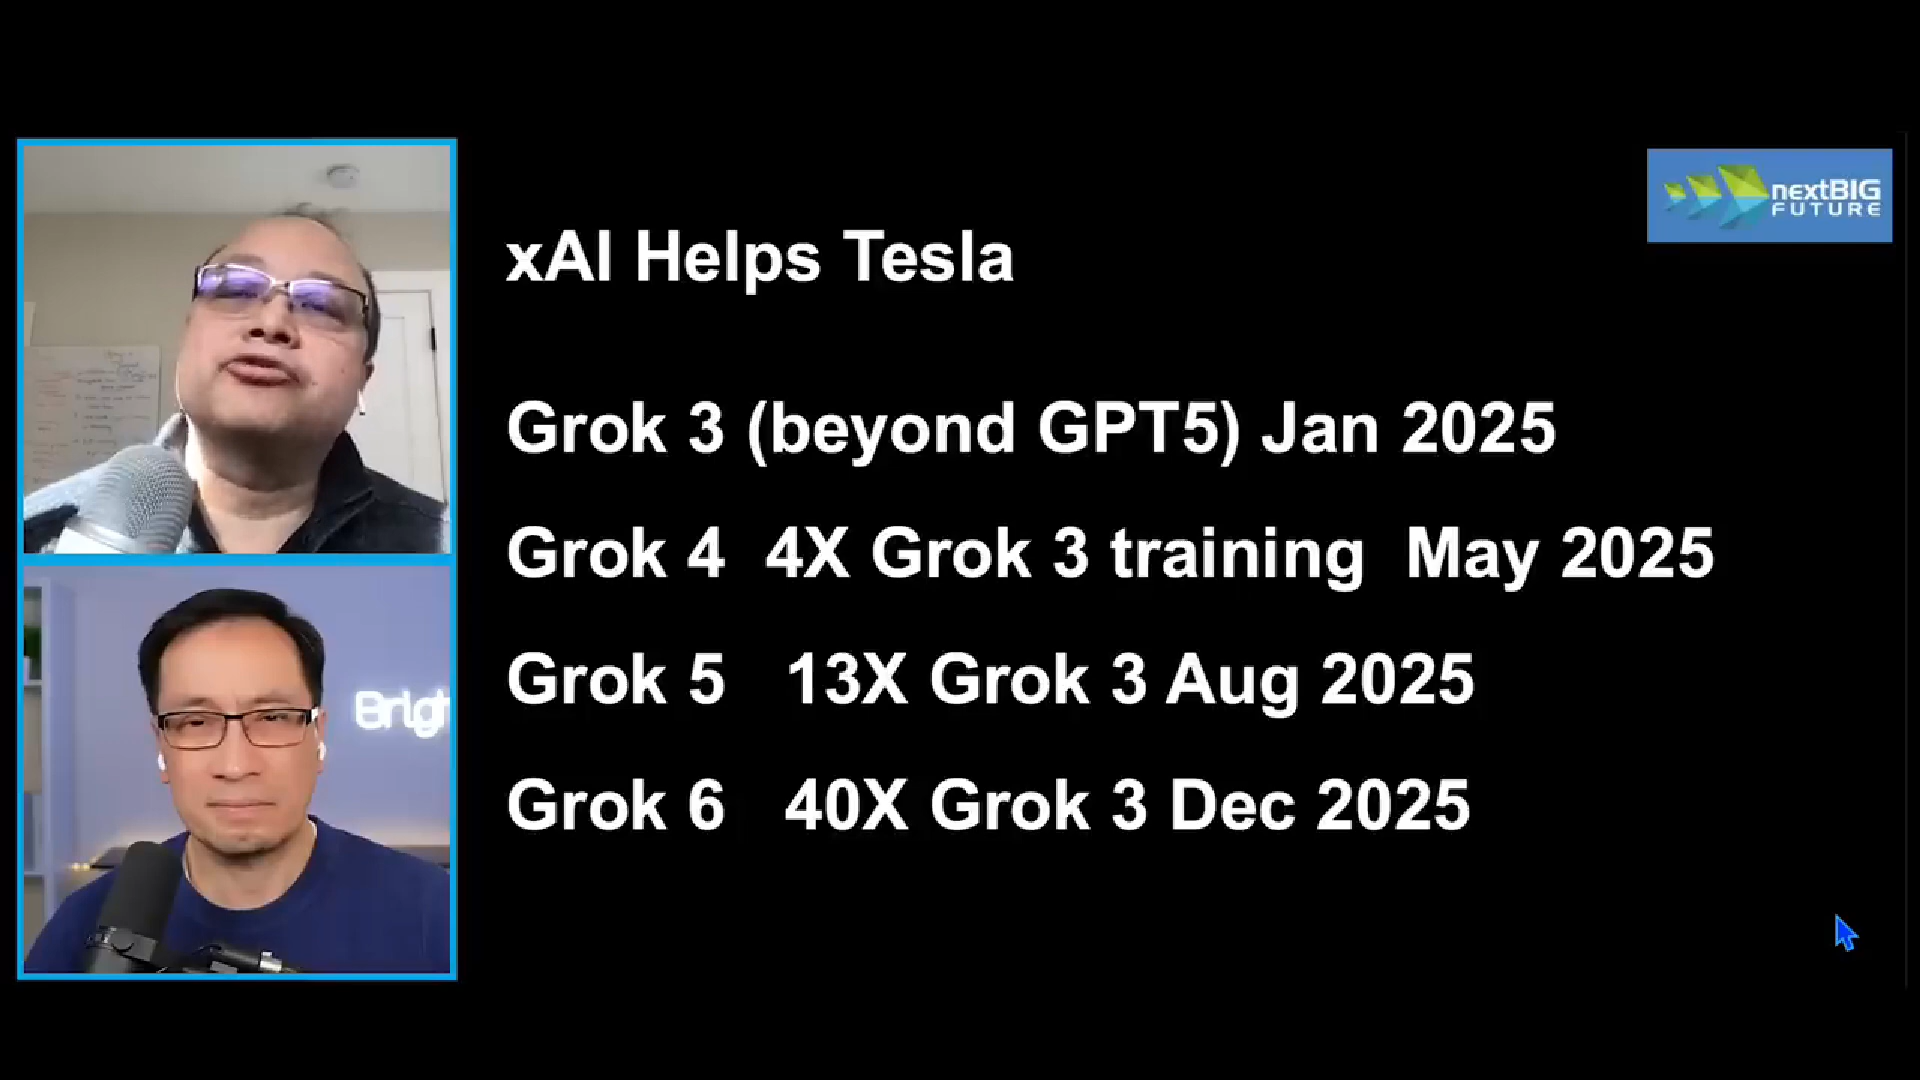 nextBIG
FUTURE
xAI Helps Tesla
Grok 3 (beyond GPT5) Jan 2025
Grok 4 4X Grok 3 training May 2025
Grok 5 13X Grok 3 Aug 2025
Brigh
Grok 6 40X Grok 3 Dec 2025